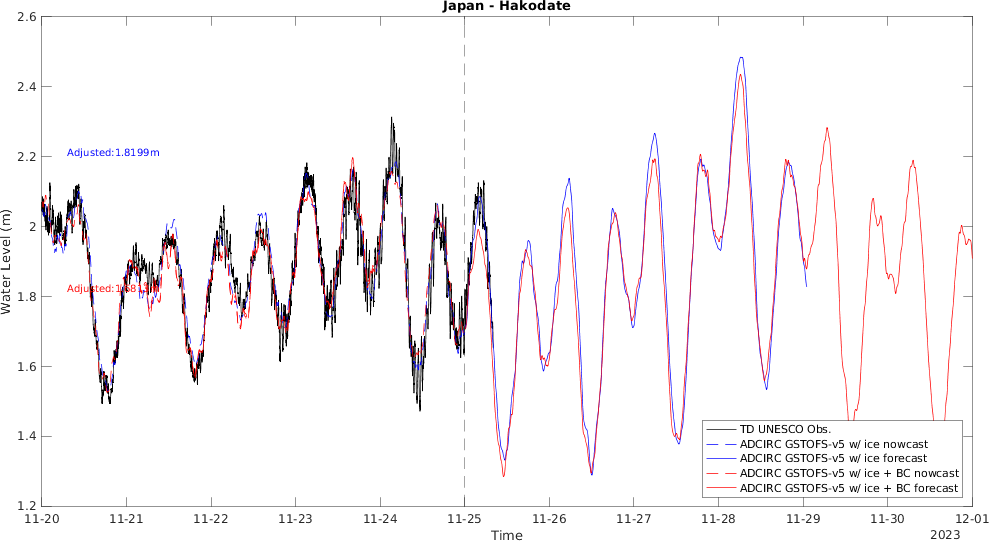 Japan - Hakodate
Water Level (m)
2.6
2.4
2.2
2
1.8
1.6
1.4
1.2
Adjusted:1.8199m
TD UNESCO Obs.
ADCIRC GSTOFS-v5 w/ ice nowcast
ADCIRC GSTOFS-v5 w/ ice forecast
ADCIRC GSTOFS-v5 w/ ice + BC nowcast
ADCIRC GSTOFS-v5 w/ ice + BC forecast
11-20
11-21
11-22
11-23
11-24
11-25
11-26
11-27
11-28
11-29
11-30
12-01
Time
2023